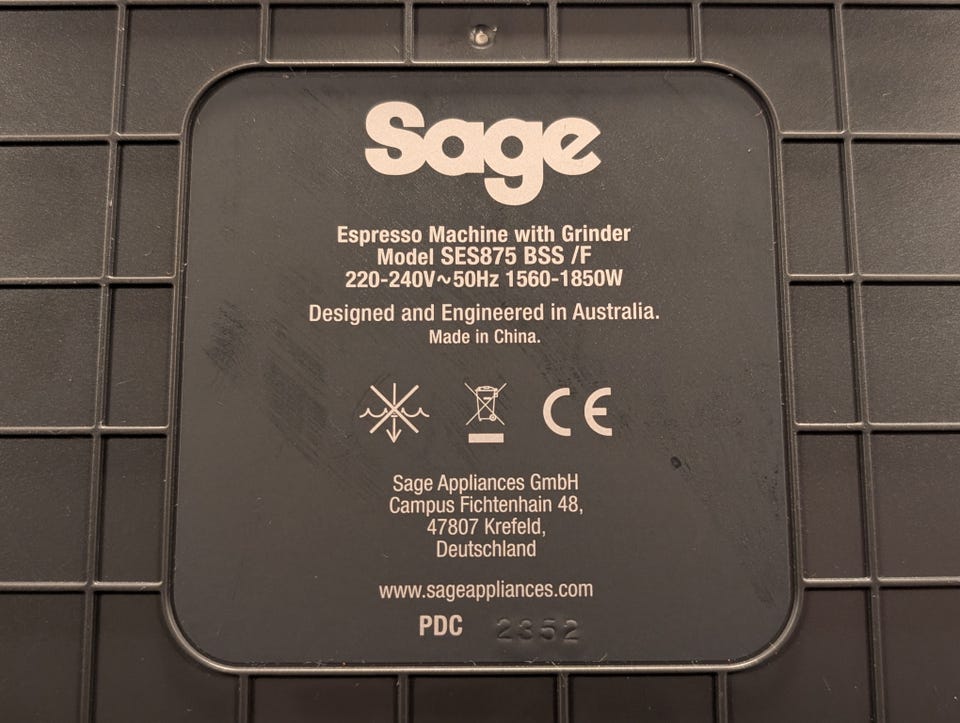 Sage
Espresso Machine with Grinder
Model SES875 BSS /F
220-240V~50Hz 1560-1850W
Designed and Engineered in Australia.
Made in China.
CE
Sage Appliances GmbH
Campus Fichtenhain 48,
47807 Krefeld,
Deutschland
www.sageappliances.com
PDC 2352